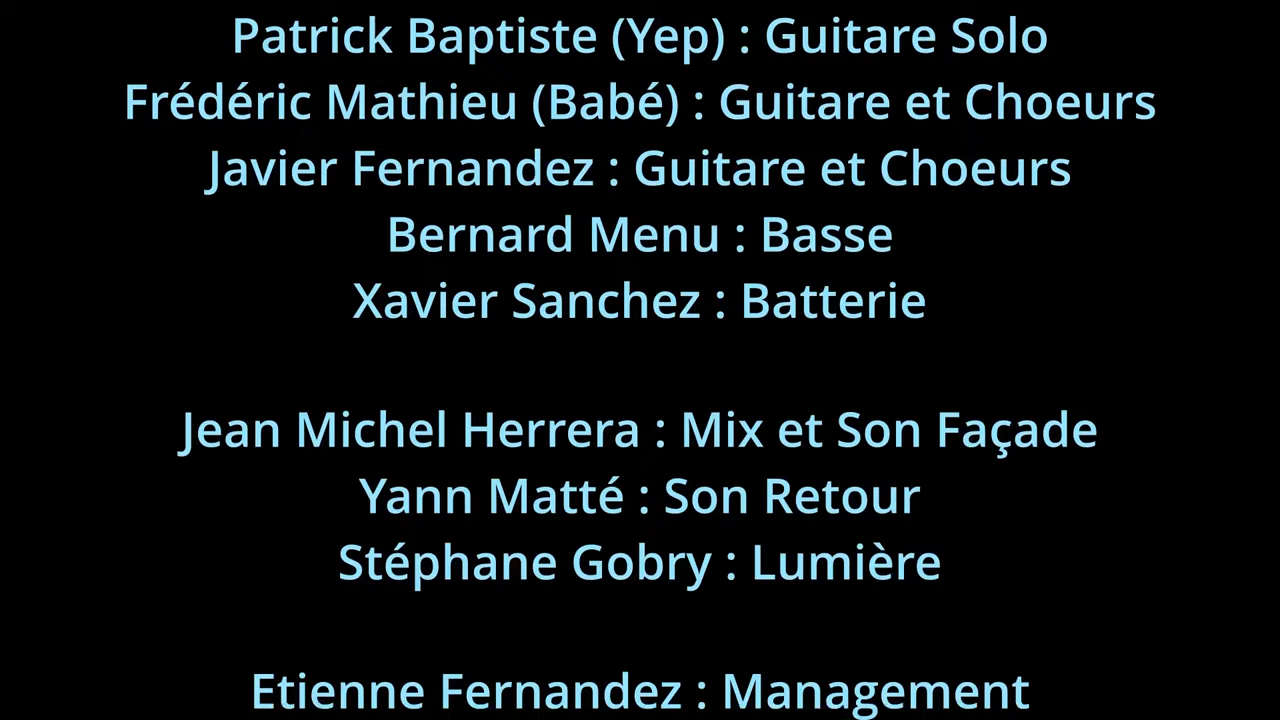 Patrick Baptiste (Yep) : Guitare Solo
Frédéric Mathieu (Babé) : Guitare et Choeurs
Javier Fernandez : Guitare et Choeurs
Bernard Menu : Basse
Xavier Sanchez : Batterie
Jean Michel Herrera : Mix et Son Façade
Yann Matté : Son Retour
Stéphane Gobry : Lumière
Etienne Fernandez : Management